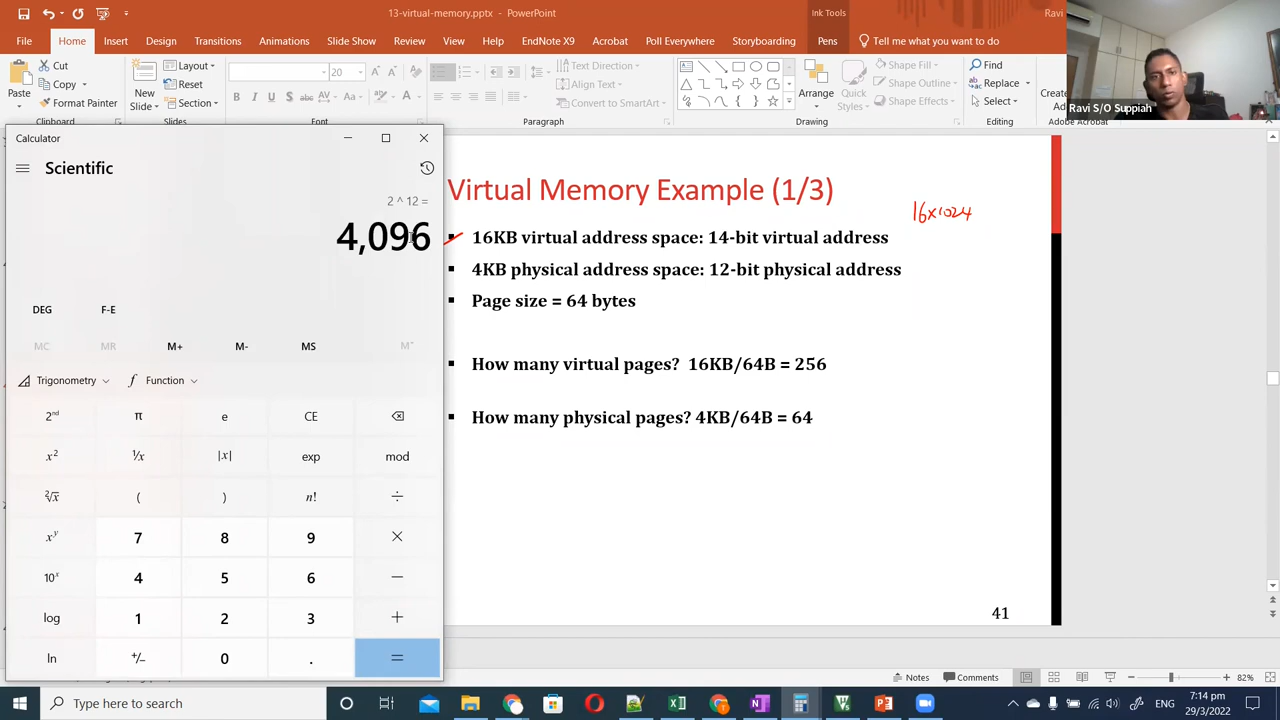 13-virtual-memory.pptx - PowerPoint
Ink Tools
Ravi
File
Home
Insert
Design
Transitions
Animations
Slide Show
Review
View
Help
EndNote X9
Acrobat
Poll Everywhere
Storyboarding
Pens
Tell me what you want to do
Paste
Cut
Copy
Format Painter
Clipboard
New
Slide
Layout
Reset
Section
Slides
20
B I U S
Font
Text Direction
Align Text
Convert to SmartArt
Paragraph
Arrange
Quick
Styles
Shape Fill
Shape Outline
Shape Effects
Drawing
Find
Replace
Select
Editing
Create
Adobe Acrobat
Ravi S/O Suppiah
Calculator
Scientific
2 ^ 12 =
4,096
DEG
F-E
MC MR M+ M- MS M˅
Trigonometry
Function
2nd π e CE
x² ¹/x |x| exp mod
²√x ( ) n! ÷
xʸ 7 8 9 ×
10ˣ 4 5 6 −
log 1 2 3 +
ln +/− 0 . =
Virtual Memory Example (1/3)
16x1024
16KB virtual address space: 14-bit virtual address
4KB physical address space: 12-bit physical address
Page size = 64 bytes
How many virtual pages? 16KB/64B = 256
How many physical pages? 4KB/64B = 64
41
Notes
Comments
82%
Type here to search
7:14 pm
29/3/2022